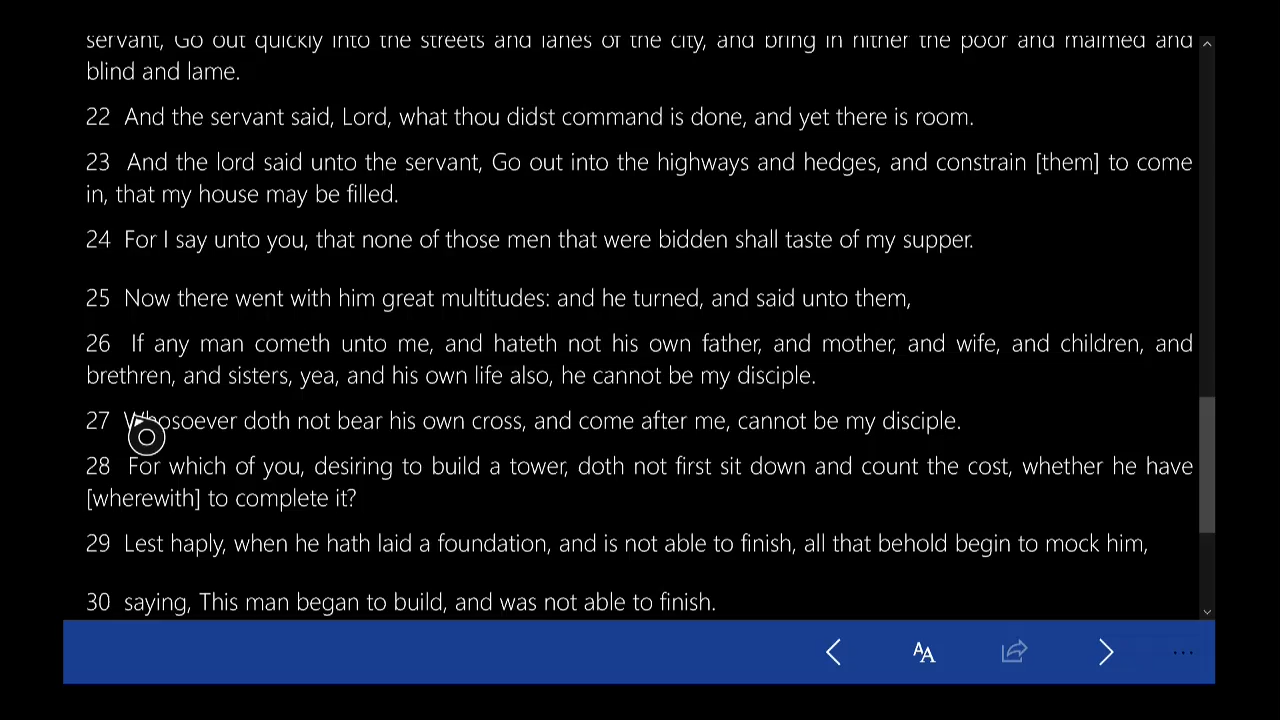 servant, Go out quickly into the streets and lanes of the city, and bring in hither the poor and maimed and
blind and lame.
22 And the servant said, Lord, what thou didst command is done, and yet there is room.
23 And the lord said unto the servant, Go out into the highways and hedges, and constrain [them] to come
in, that my house may be filled.
24 For I say unto you, that none of those men that were bidden shall taste of my supper.
25 Now there went with him great multitudes: and he turned, and said unto them,
26 If any man cometh unto me, and hateth not his own father, and mother, and wife, and children, and
brethren, and sisters, yea, and his own life also, he cannot be my disciple.
27 Whosoever doth not bear his own cross, and come after me, cannot be my disciple.
28 For which of you, desiring to build a tower, doth not first sit down and count the cost, whether he have
[wherewith] to complete it?
29 Lest haply, when he hath laid a foundation, and is not able to finish, all that behold begin to mock him,
30 saying, This man began to build, and was not able to finish.
AA